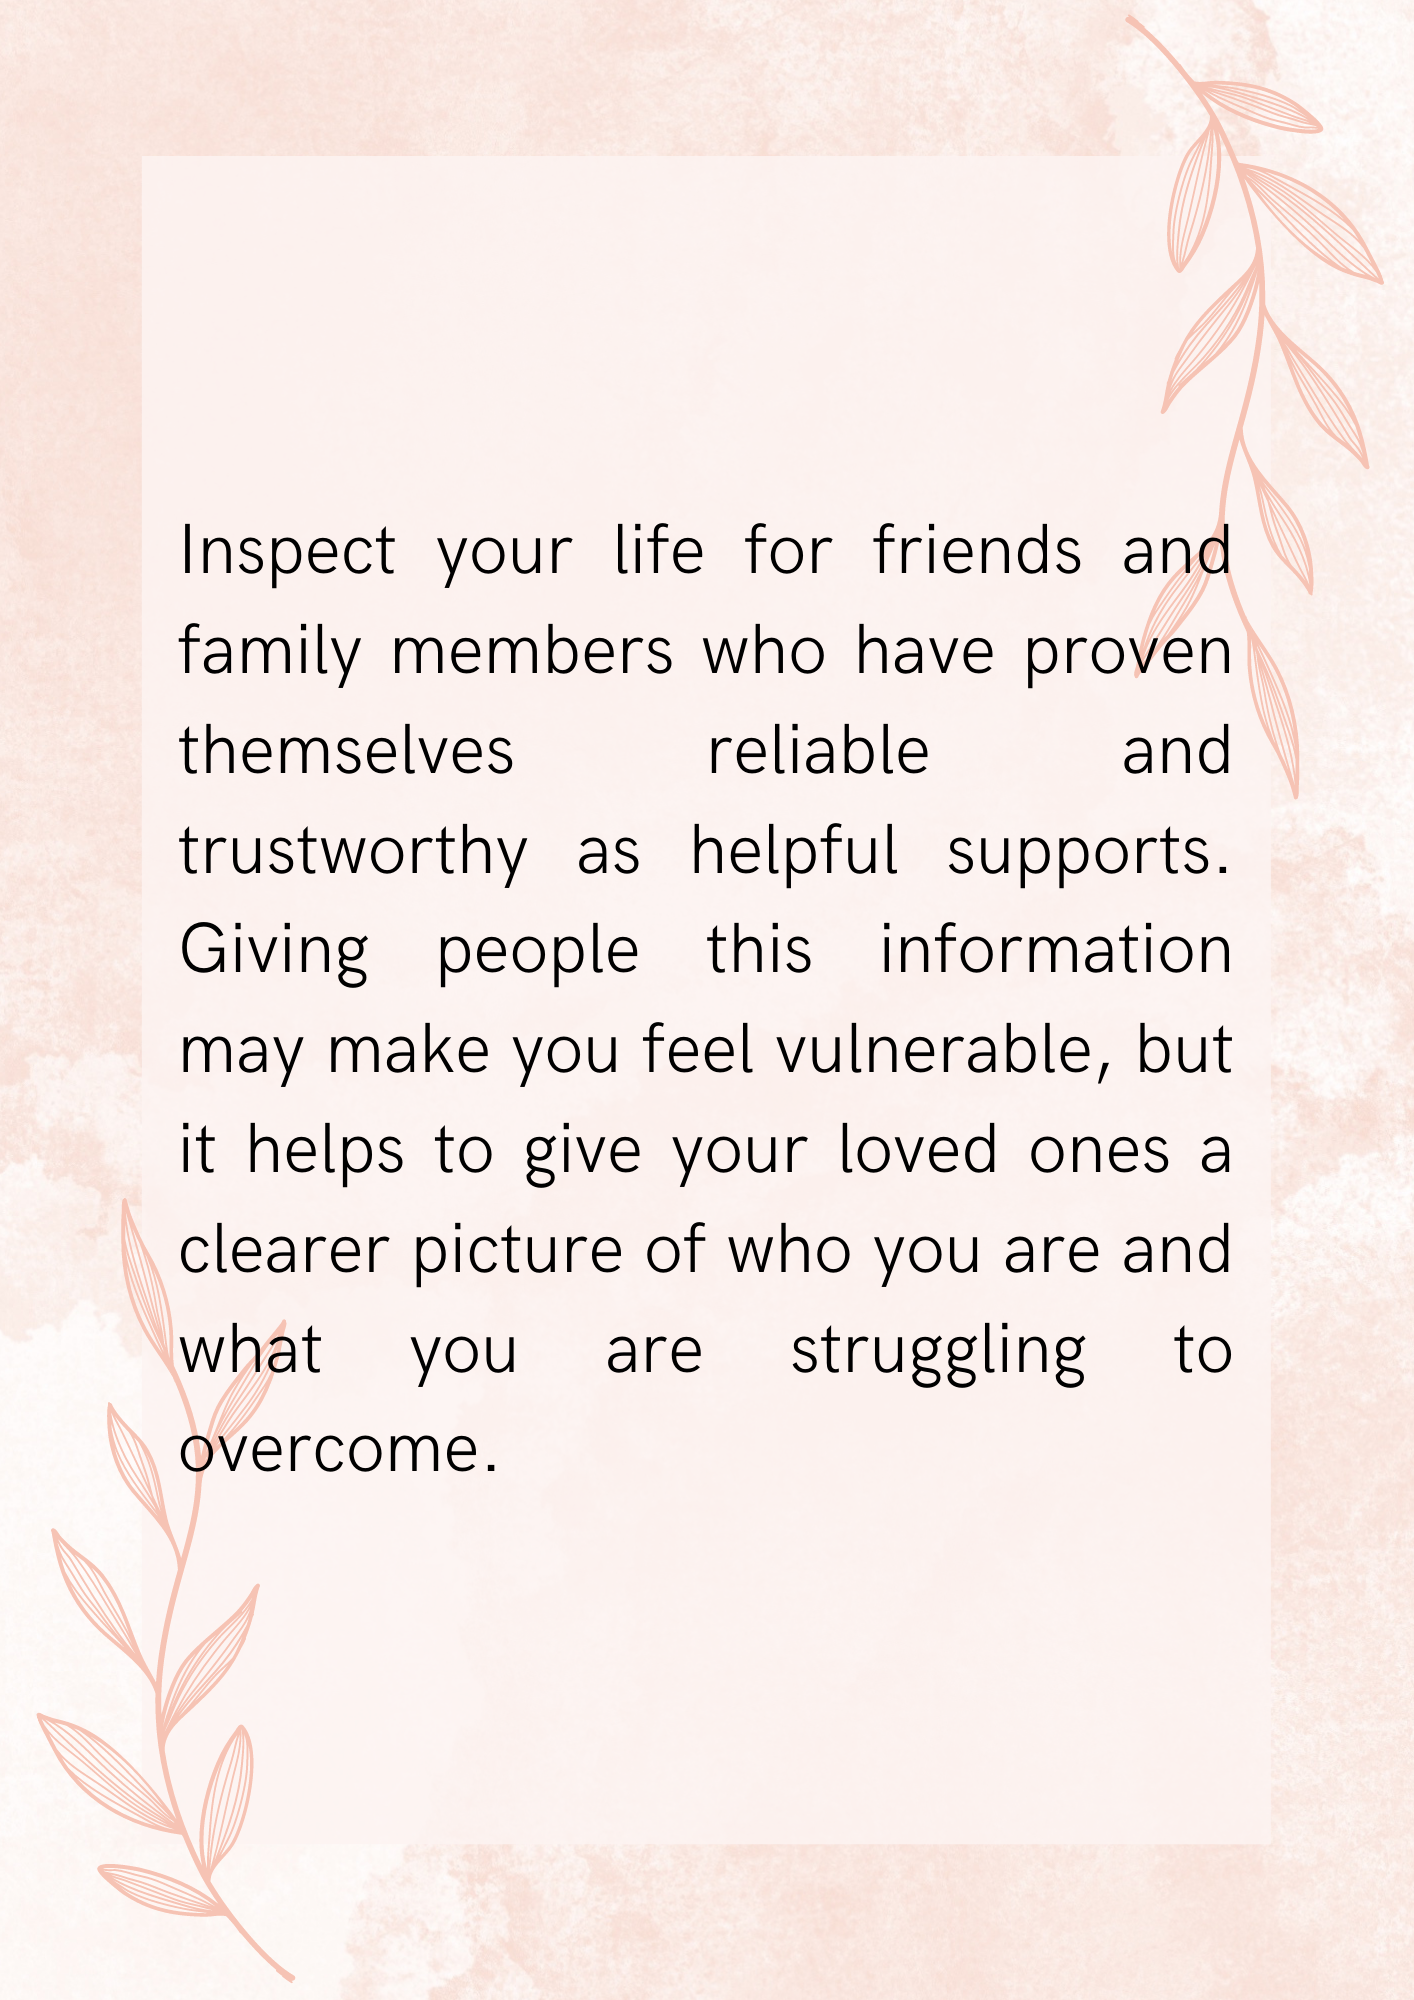 Inspect your life for friends and
family members who have proven
themselves reliable and
trustworthy as helpful supports.
Giving people this information
may make you feel vulnerable, but
it helps to give your loved ones a
clearer picture of who you are and
what you are struggling to
overcome.